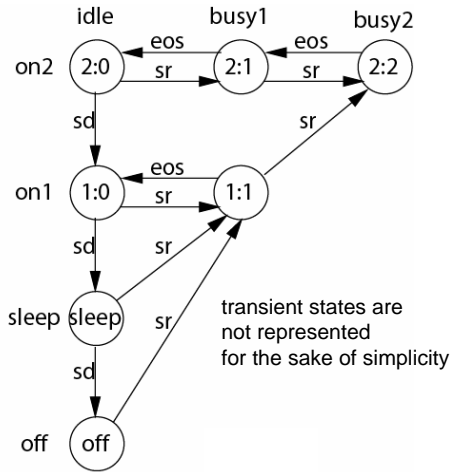 idle busy1 busy2
on2 2:0 eos 2:1 eos 2:2
sr sr
sd sr
on1 1:0 eos 1:1
sr
sd sr
sleep sleep sr
transient states are
not represented
for the sake of simplicity
sd
off off